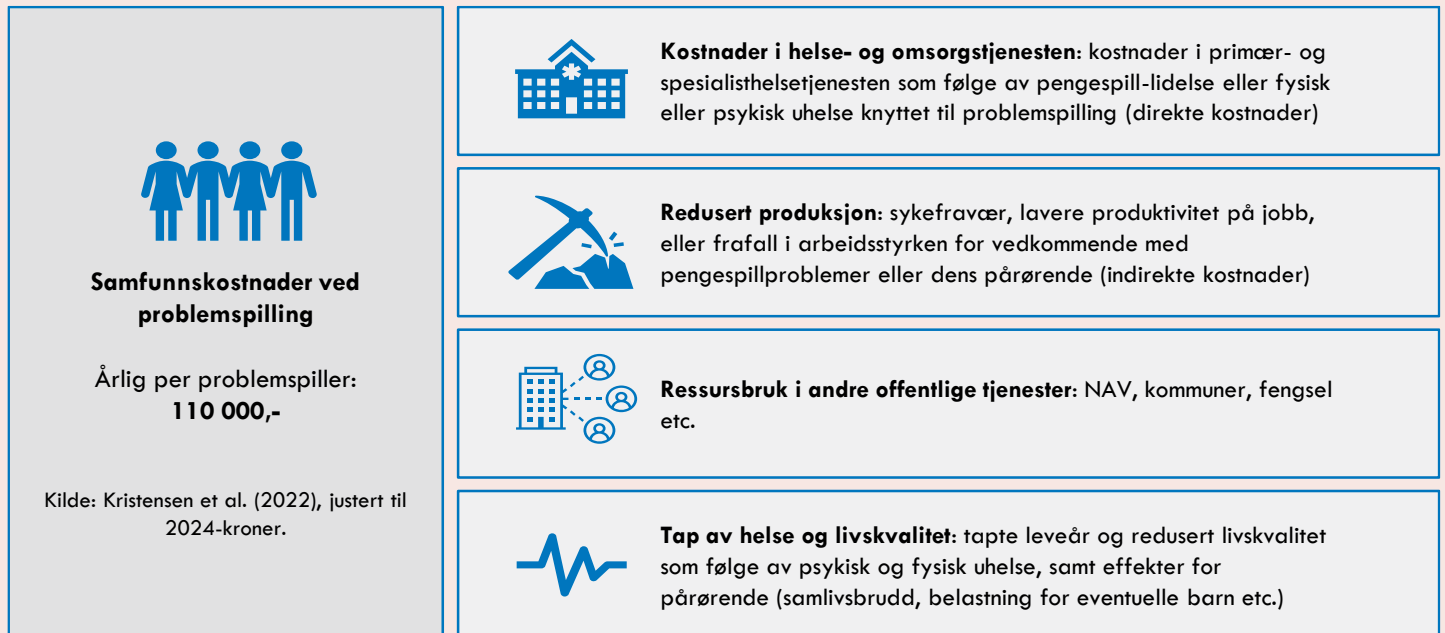 Samfunnskostnader ved
problemspilling
Årlig per problemspiller:
110 000,-
Kilde: Kristensen et al. (2022), justert til
2024-kroner.
Kostnader i helse- og omsorgstjenesten: kostnader i primær- og
spesialisthelsetjenesten som følge av pengespill-lidelse eller fysisk
eller psykisk uhelse knyttet til problemspilling (direkte kostnader)
Redusert produksjon: sykefravær, lavere produktivitet på jobb,
eller frafall i arbeidsstyrken for vedkommende med
pengespillproblemer eller dens pårørende (indirekte kostnader)
Ressursbruk i andre offentlige tjenester: NAV, kommuner, fengsel
etc.
Tap av helse og livskvalitet: tapte leveår og redusert livskvalitet
som følge av psykisk og fysisk uhelse, samt effekter for
pårørende (samlivsbrudd, belastning for eventuelle barn etc.)